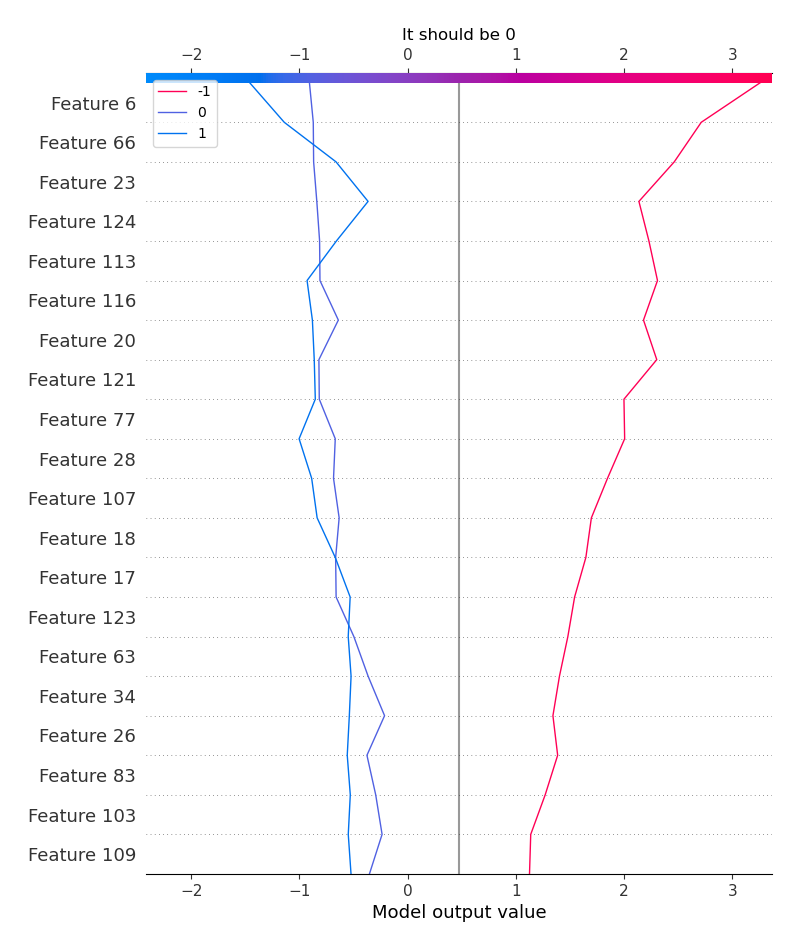 It should be 0
−2 −1 0 1 2 3
-1
0
1
Feature 6
Feature 66
Feature 23
Feature 124
Feature 113
Feature 116
Feature 20
Feature 121
Feature 77
Feature 28
Feature 107
Feature 18
Feature 17
Feature 123
Feature 63
Feature 34
Feature 26
Feature 83
Feature 103
Feature 109
−2 −1 0 1 2 3
Model output value